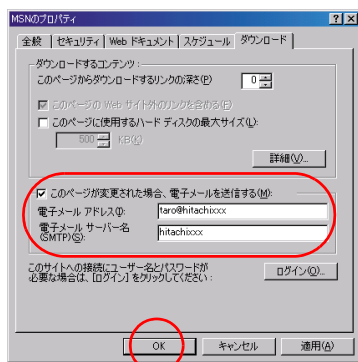 MSNのプロパティ
全般 セキュリティ Web ドキュメント スケジュール ダウンロード
ダウンロードするコンテンツ:
このページからダウンロードするリンクの深さ(P) 0
このページの Web サイト外のリンクを含める(F)
このページに使用するハード ディスクの最大サイズ(L):
500 KB(K)
詳細(V)...
このページが変更された場合、電子メールを送信する(M):
電子メール アドレス(D): taro@hitachixxx
電子メール サーバー名 (SMTP)(S): hitachixxx
このサイトへの接続にユーザー名とパスワードが
必要な場合は、[ログイン] をクリックしてください: ログイン(O)...
OK キャンセル 適用(A)